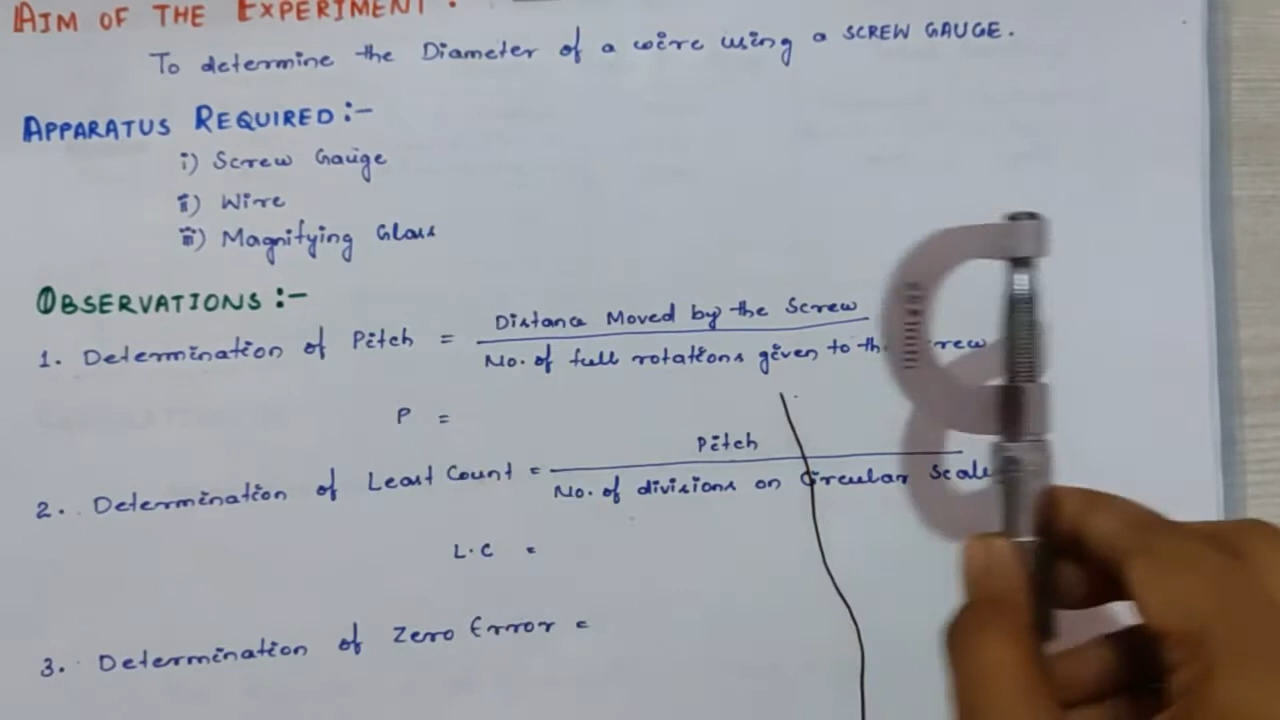 AIM OF THE EXPERIMENT :
To determine the Diameter of a wire using a SCREW GAUGE.
APPARATUS REQUIRED :-
i) Screw Gauge
ii) Wire
iii) Magnifying Glass
OBSERVATIONS :-
1. Determination of Pitch = Distance Moved by the Screw
No. of full rotations given to
P =
2. Determination of Least Count = Pitch
No. of divisions on Circular Scale
L.C =
3. Determination of Zero Error =